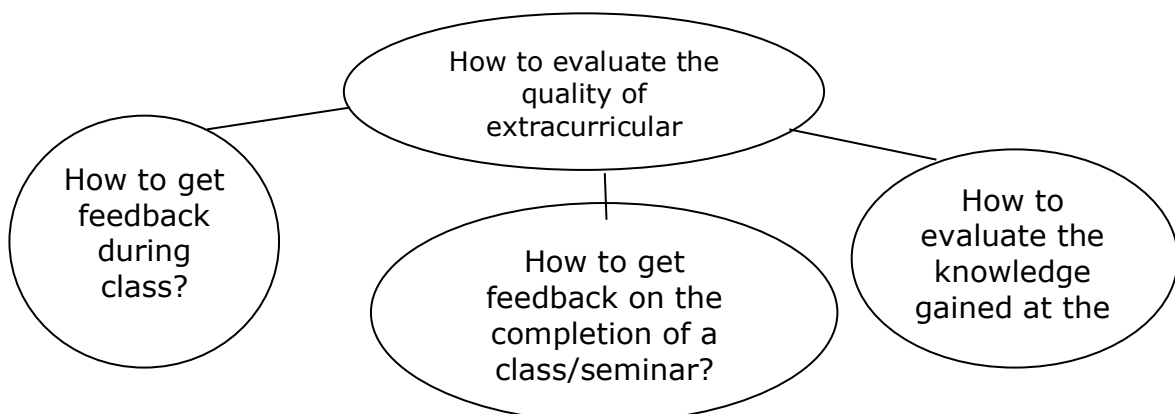 How to evaluate the
quality of
extracurricular
How to get
feedback
during
class?
How to get
feedback on the
completion of a
class/seminar?
How to
evaluate the
knowledge
gained at the